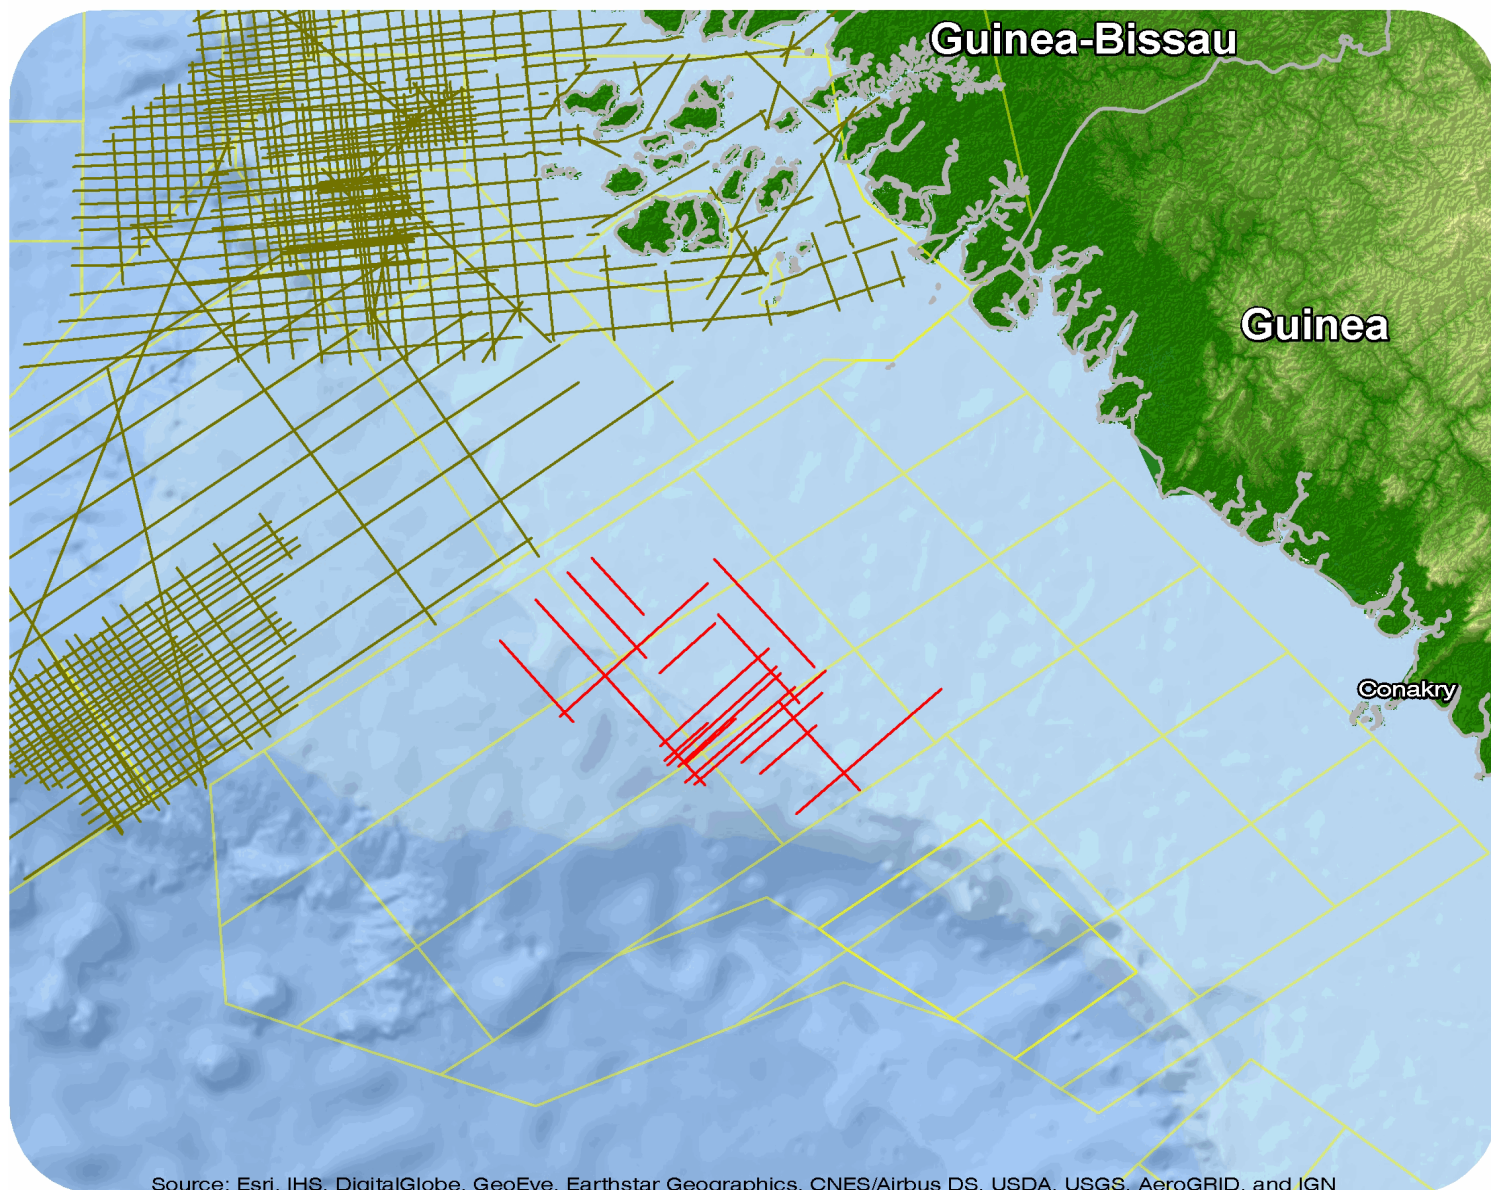 Guinea-Bissau
Guinea
Conakry
Source: Esri, IHS, DigitalGlobe, GeoEye, Earthstar Geographics, CNES/Airbus DS, USDA, USGS, AeroGRID, and IGN